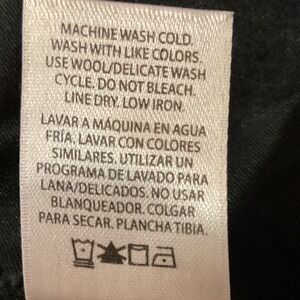 MACHINE WASH COLD.
WASH WITH LIKE COLORS.
USE WOOL/DELICATE WASH
CYCLE. DO NOT BLEACH.
LINE DRY. LOW IRON.
LAVAR A MÁQUINA EN AGUA
FRÍA. LAVAR CON COLORES
SIMILARES. UTILIZAR UN
PROGRAMA DE LAVADO PARA
LANA/DELICADOS. NO USAR
BLANQUEADOR. COLGAR
PARA SECAR. PLANCHA TIBIA.